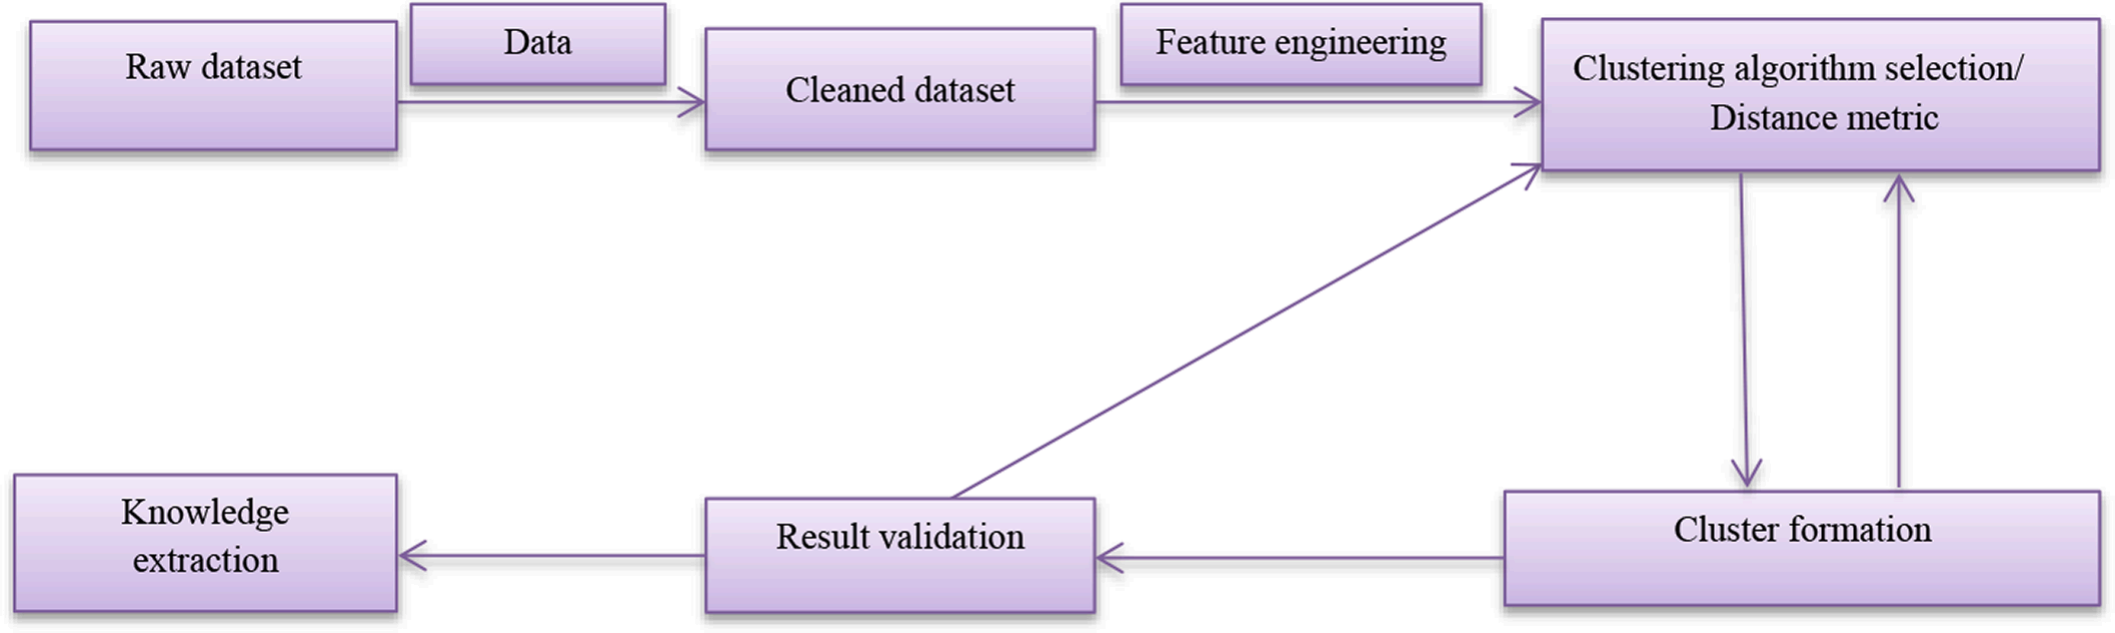 Raw dataset
Data
Cleaned dataset
Feature engineering
Clustering algorithm selection/
Distance metric
Knowledge
extraction
Result validation
Cluster formation